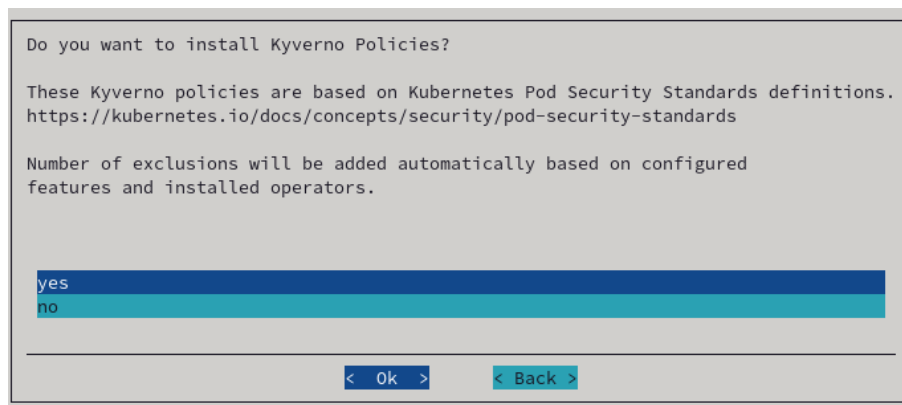 Do you want to install Kyverno Policies?
These Kyverno policies are based on Kubernetes Pod Security Standards definitions.
https://kubernetes.io/docs/concepts/security/pod-security-standards
Number of exclusions will be added automatically based on configured
features and installed operators.
yes
no
< Ok > < Back >